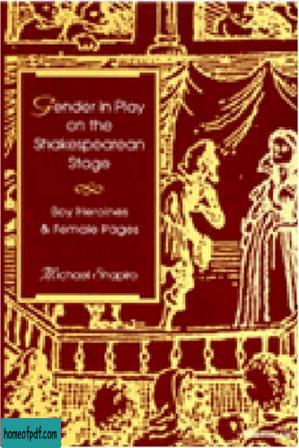 Gender in Play
on the
Shakespearean
Stage
Boy Heroines
& Female Pages
Michael Shapiro
homeofpdf.com